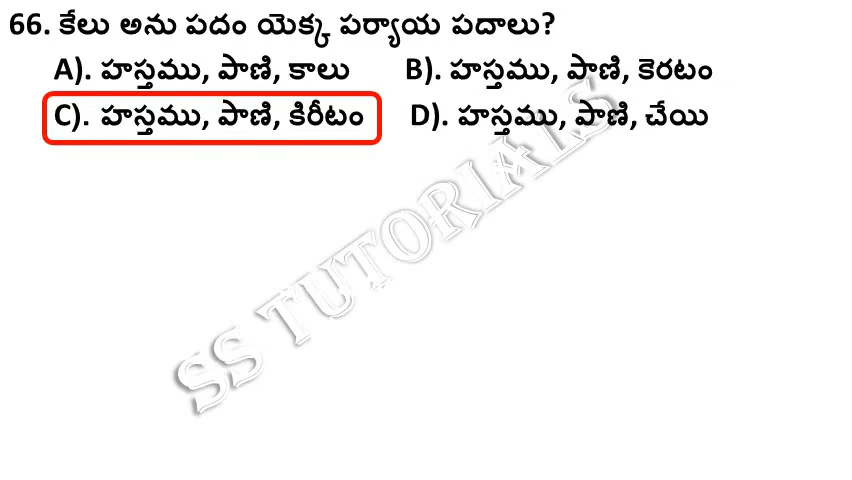 66. కేలు అను పదం యెక్క పర్యాయ పదాలు?
A). హస్తము, పాణి, కాలు B). హస్తము, పాణి, కెరటం
C). హస్తము, పాణి, కిరీటం D). హస్తము, పాణి, చేయి
SS TUTORIALS